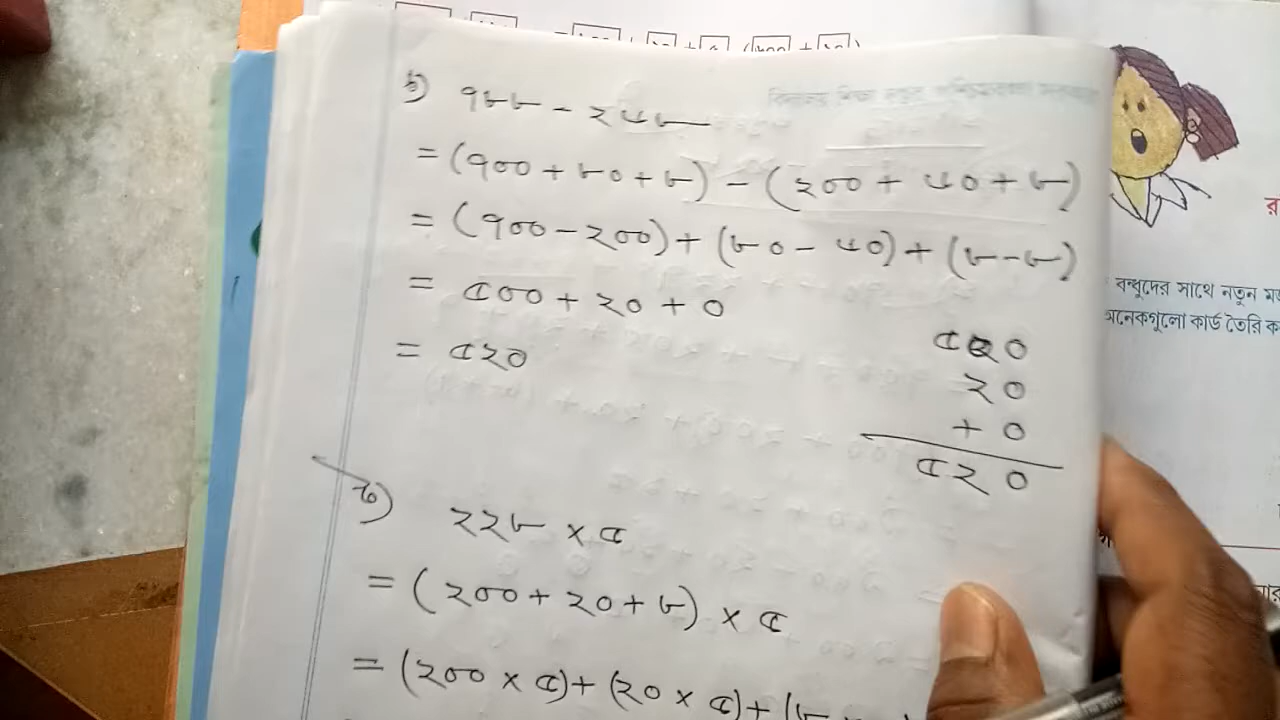 ৭৮৮ - ২৬৮
= (৭০০ + ৮০ + ৮) - (২০০ + ৬০ + ৮)
= (৭০০ - ২০০) + (৮০ - ৬০) + (৮ - ৮)
= ৫০০ + ২০ + ০
= ৫২০
৫০০
২০
+ ০
৫২০
২২৮ × ৫
= (২০০ + ২০ + ৮) × ৫
= (২০০ × ৫) + (২০ × ৫) + (৮
বন্ধুদের সাথে নতুন
অনেকগুলো কার্ড তৈরি